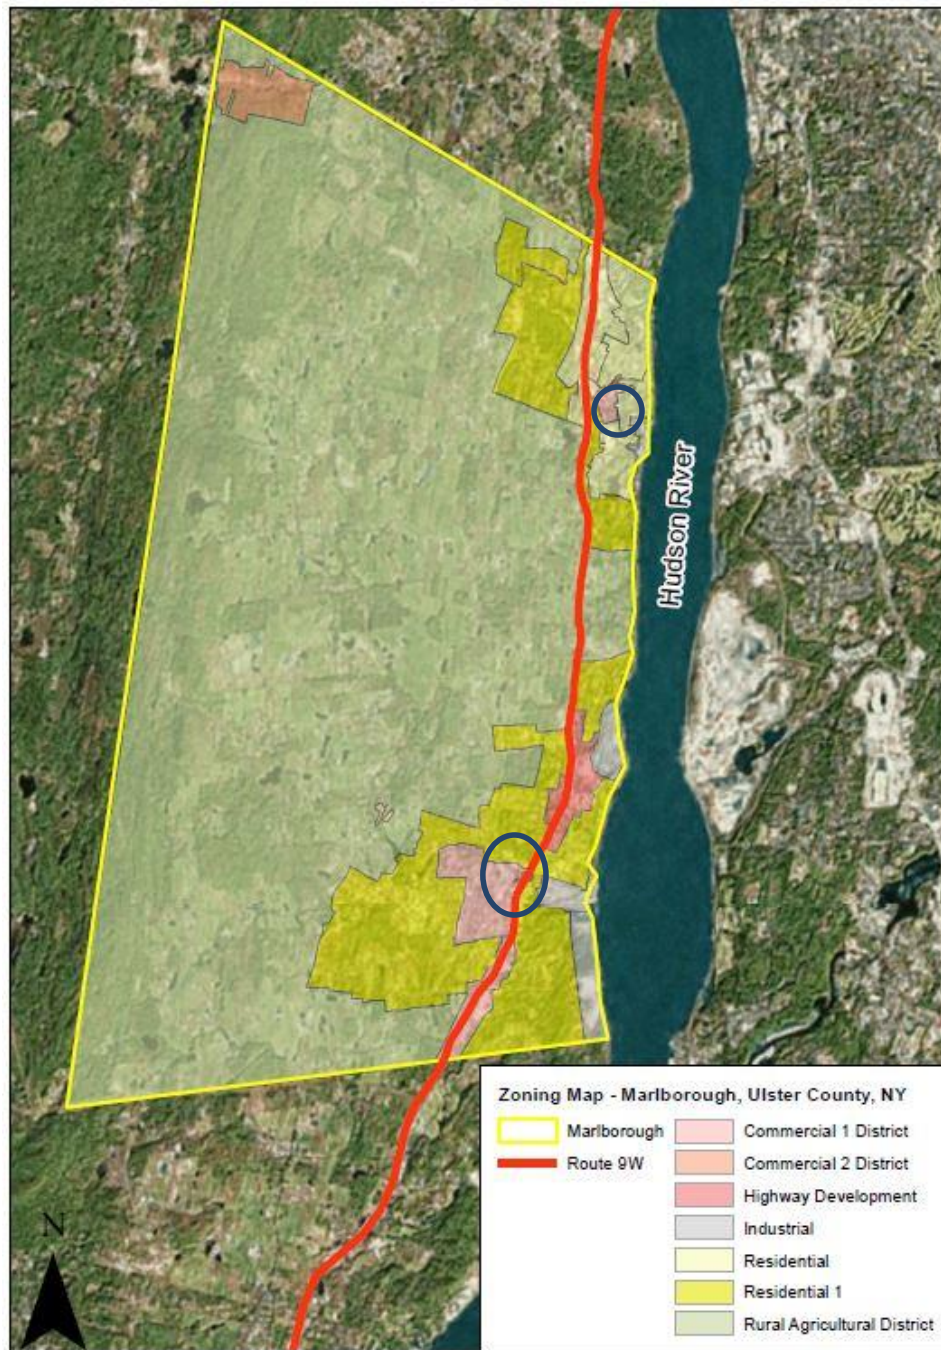 Hudson River
Zoning Map - Marlborough, Ulster County, NY
Marlborough
Route 9W
Commercial 1 District
Commercial 2 District
Highway Development
Industrial
Residential
Residential 1
Rural Agricultural District
N